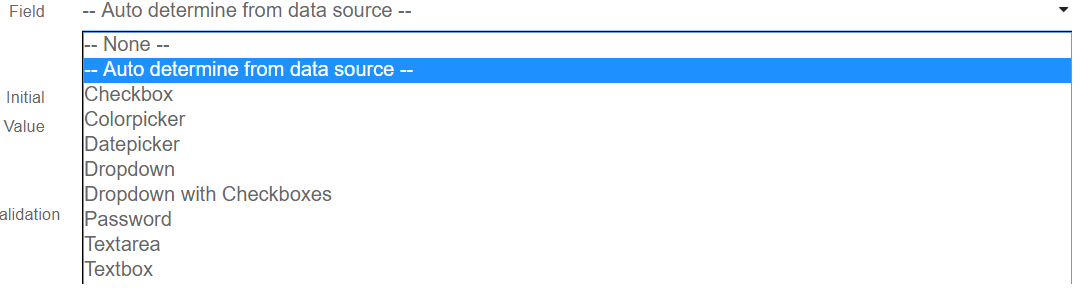 Field -- Auto determine from data source --
-- None --
-- Auto determine from data source --
Checkbox
Initial
Colorpicker
Value
Datepicker
Dropdown
Dropdown with Checkboxes
alidation
Password
Textarea
Textbox